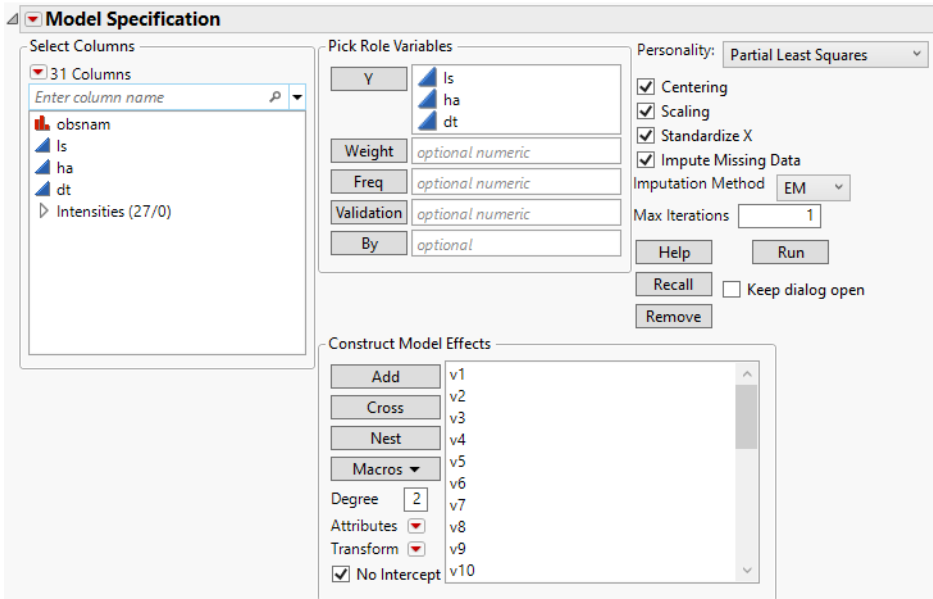 Model Specification
Select Columns
31 Columns
Enter column name
obsnam
ls
ha
dt
Intensities (27/0)
Pick Role Variables
Y
ls
ha
dt
Weight optional numeric
Freq optional numeric
Validation optional numeric
By optional
Personality: Partial Least Squares
Centering
Scaling
Standardize X
Impute Missing Data
Imputation Method EM
Max Iterations 1
Help Run
Recall Keep dialog open
Remove
Construct Model Effects
Add
Cross
Nest
Macros
Degree 2
Attributes
Transform
No Intercept
v1
v2
v3
v4
v5
v6
v7
v8
v9
v10